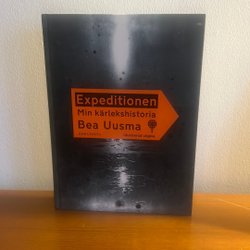 Expeditionen
Min kärlekshistoria
Bea Uusma